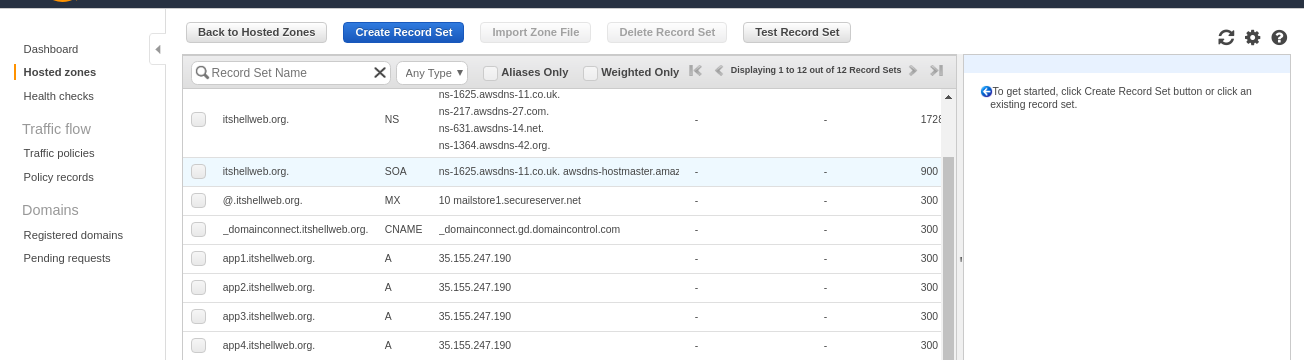 Back to Hosted Zones Create Record Set Import Zone File Delete Record Set Test Record Set
Dashboard
Hosted zones
Health checks
Traffic flow
Traffic policies
Policy records
Domains
Registered domains
Pending requests
Record Set Name Any Type Aliases Only Weighted Only Displaying 1 to 12 out of 12 Record Sets
ns-1625.awsdns-11.co.uk.
ns-217.awsdns-27.com.
itshellweb.org. NS - - 1728
ns-631.awsdns-14.net.
ns-1364.awsdns-42.org.
itshellweb.org. SOA ns-1625.awsdns-11.co.uk. awsdns-hostmaster.amaz - - 900
@.itshellweb.org. MX 10 mailstore1.secureserver.net - - 300
_domainconnect.itshellweb.org. CNAME _domainconnect.gd.domaincontrol.com - - 300
app1.itshellweb.org. A 35.155.247.190 - - 300
app2.itshellweb.org. A 35.155.247.190 - - 300
app3.itshellweb.org. A 35.155.247.190 - - 300
app4.itshellweb.org. A 35.155.247.190 - - 300
To get started, click Create Record Set button or click an
existing record set.